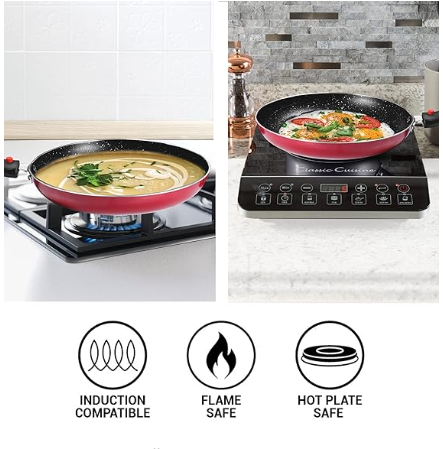 Classic Cuisine
INDUCTION
COMPATIBLE
FLAME
SAFE
HOT PLATE
SAFE